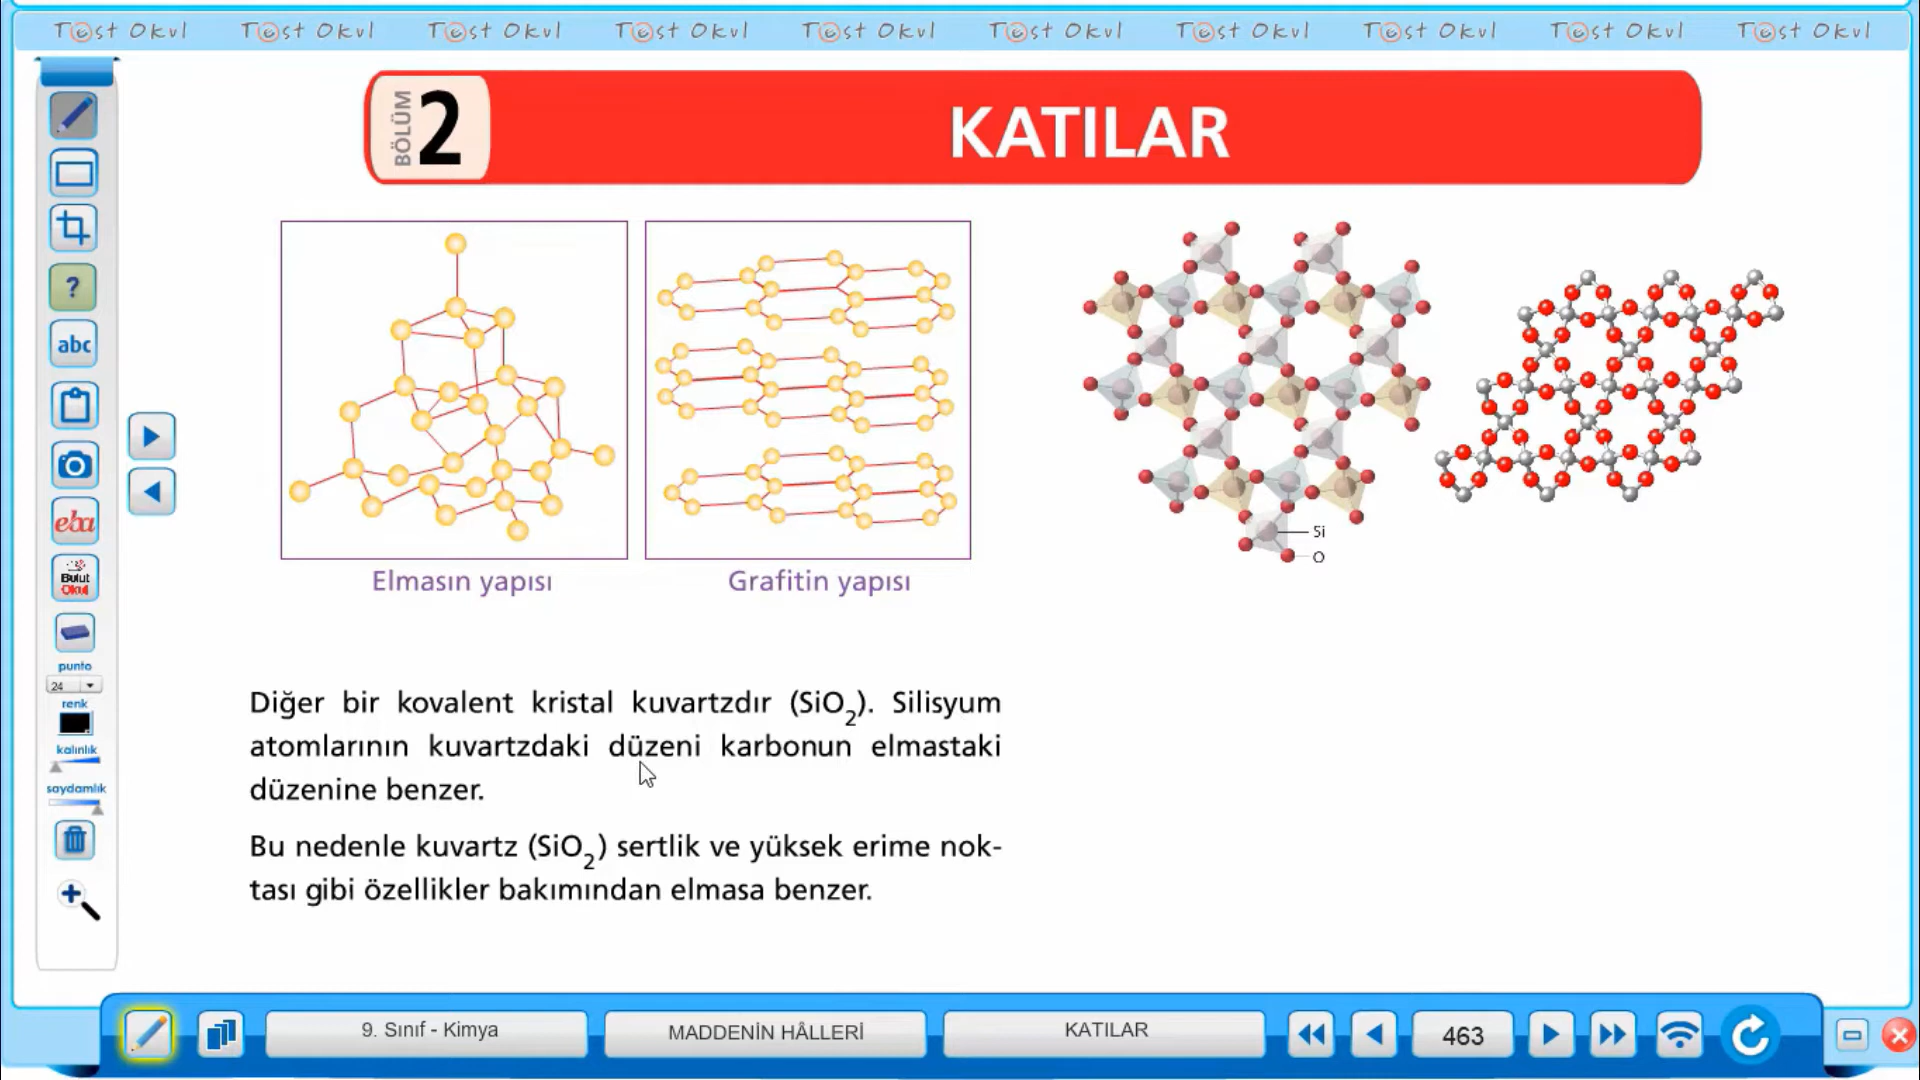 Test Okul Test Okul Test Okul Test Okul Test Okul Test Okul Test Okul Test Okul Test Okul Test Okul
BÖLÜM 2
KATILAR
Si
O
Elmasın yapısı
Grafitin yapısı
?
abc
eba
Bulut
Okul
punto
24
renk
kalınlık
saydamlık
Diğer bir kovalent kristal kuvartzdır (SiO₂). Silisyum
atomlarının kuvartzdaki düzeni karbonun elmastaki
düzenine benzer.
Bu nedenle kuvartz (SiO₂) sertlik ve yüksek erime nok-
tası gibi özellikler bakımından elmasa benzer.
9. Sınıf - Kimya
MADDENİN HÂLLERİ
KATILAR
463